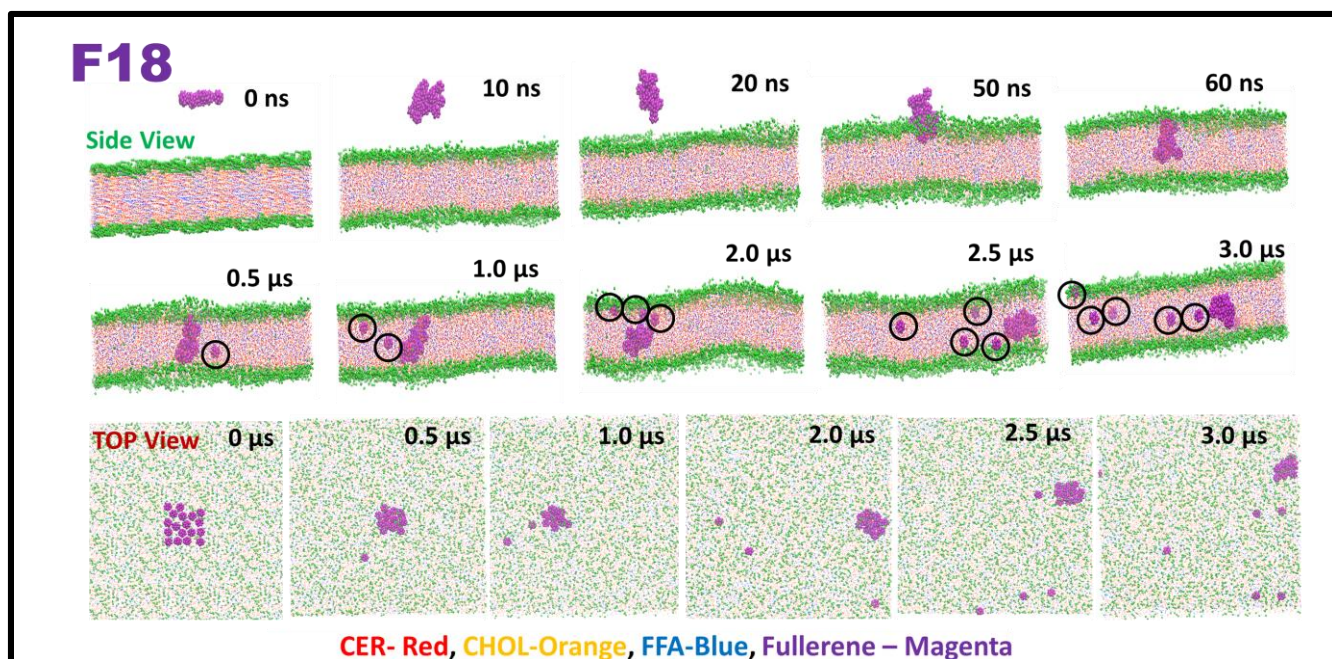 F18
0 ns
10 ns
20 ns
50 ns
60 ns
Side View
0.5 µs
1.0 µs
2.0 µs
2.5 µs
3.0 µs
TOP View
0 µs
0.5 µs
1.0 µs
2.0 µs
2.5 µs
3.0 µs
CER- Red, CHOL-Orange, FFA-Blue, Fullerene – Magenta